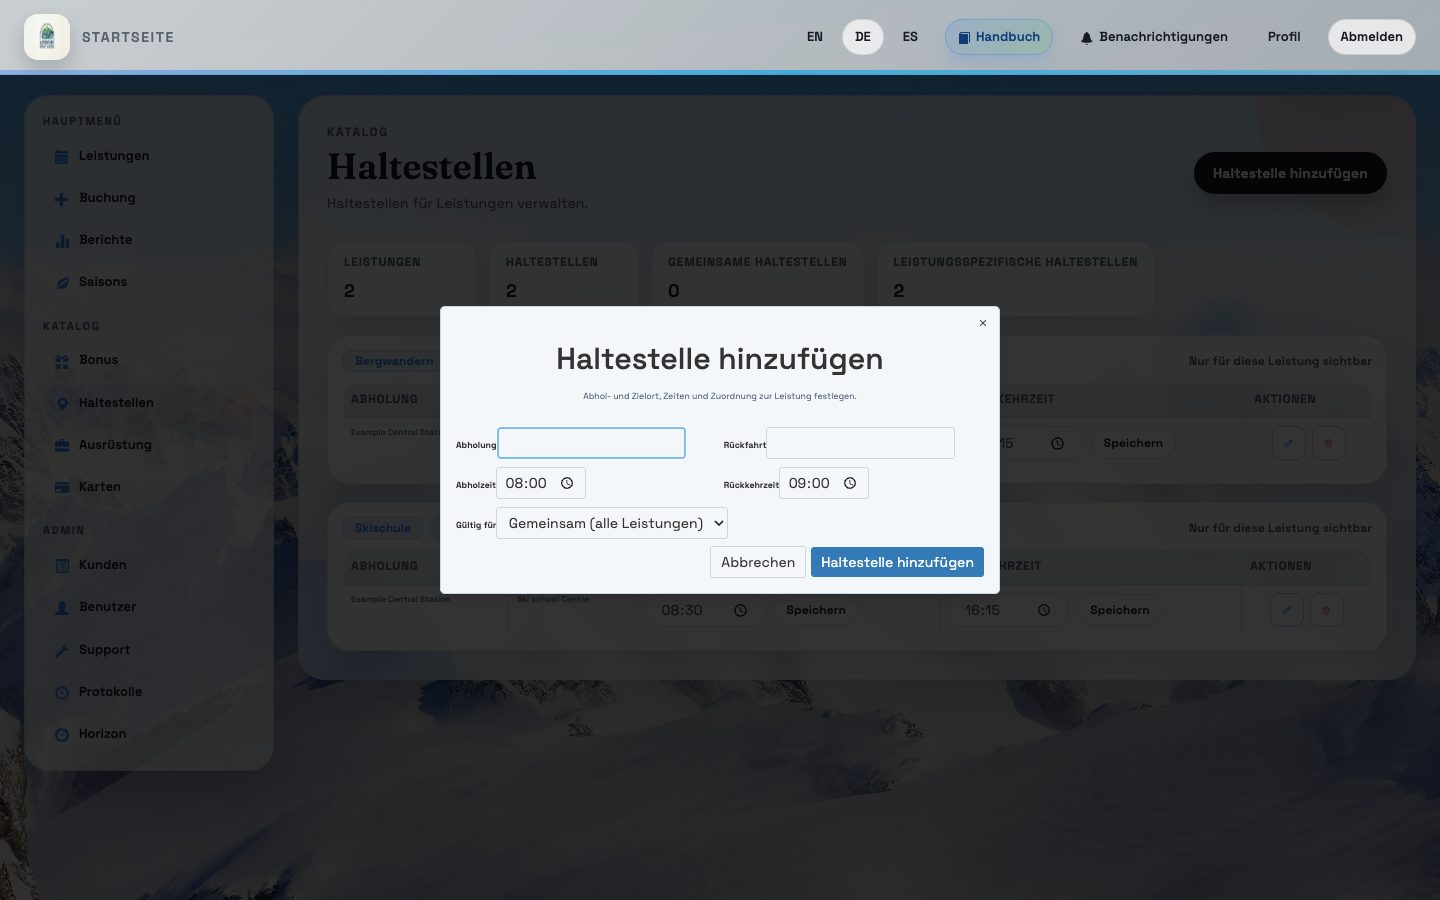 STARTSEITE
EN DE ES Handbuch Benachrichtigungen Profil Abmelden
HAUPTMENÜ
Leistungen
Buchung
Berichte
Saisons
KATALOG
Bonus
Haltestellen
Ausrüstung
Karten
ADMIN
Kunden
Benutzer
Support
Protokolle
Horizon
KATALOG
Haltestellen
Haltestellen für Leistungen verwalten.
Haltestelle hinzufügen
LEISTUNGEN
2
HALTESTELLEN
2
GEMEINSAME HALTESTELLEN
0
LEISTUNGSSPEZIFISCHE HALTESTELLEN
2
Bergwandern
Nur für diese Leistung sichtbar
ABHOLUNG
AKTIONEN
Example Central
Speichern
Skischule
Nur für diese Leistung sichtbar
ABHOLUNG
AKTIONEN
Example Central Station
Ski school Centre
08:30
Speichern
16:15
Speichern
×
Haltestelle hinzufügen
Abhol- und Zielort, Zeiten und Zuordnung zur Leistung festlegen.
Abholung
Rückfahrt
Abholzeit 08:00
Rückkehrzeit 09:00
Gültig für Gemeinsam (alle Leistungen)
Abbrechen Haltestelle hinzufügen